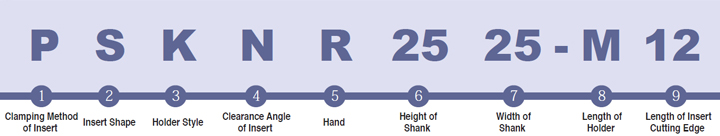 P S K N R 25 25 - M 12
1 2 3 4 5 6 7 8 9
Clamping Method of Insert
Insert Shape
Holder Style
Clearance Angle of Insert
Hand
Height of Shank
Width of Shank
Length of Holder
Length of Insert Cutting Edge